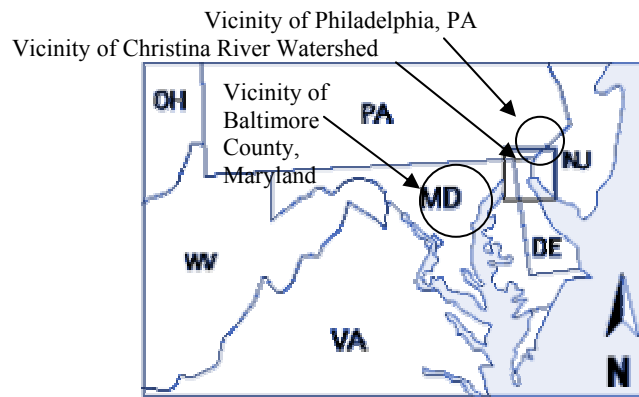 Vicinity of Philadelphia, PA
Vicinity of Christina River Watershed
OH
Vicinity of
Baltimore
County,
Maryland
PA
NJ
MD
WV
DE
VA
N